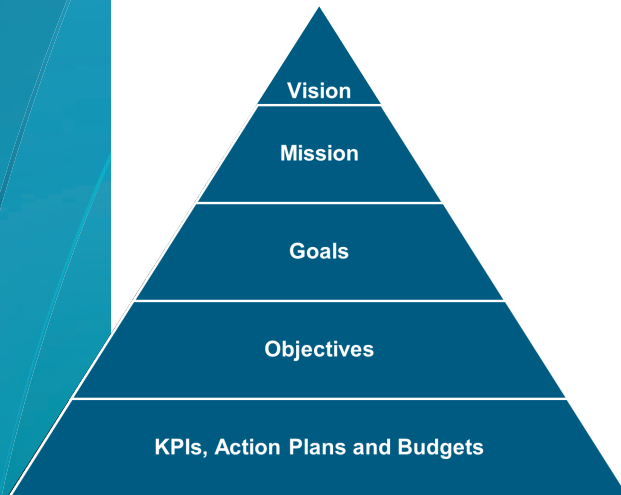 Vision
Mission
Goals
Objectives
KPIs, Action Plans and Budgets